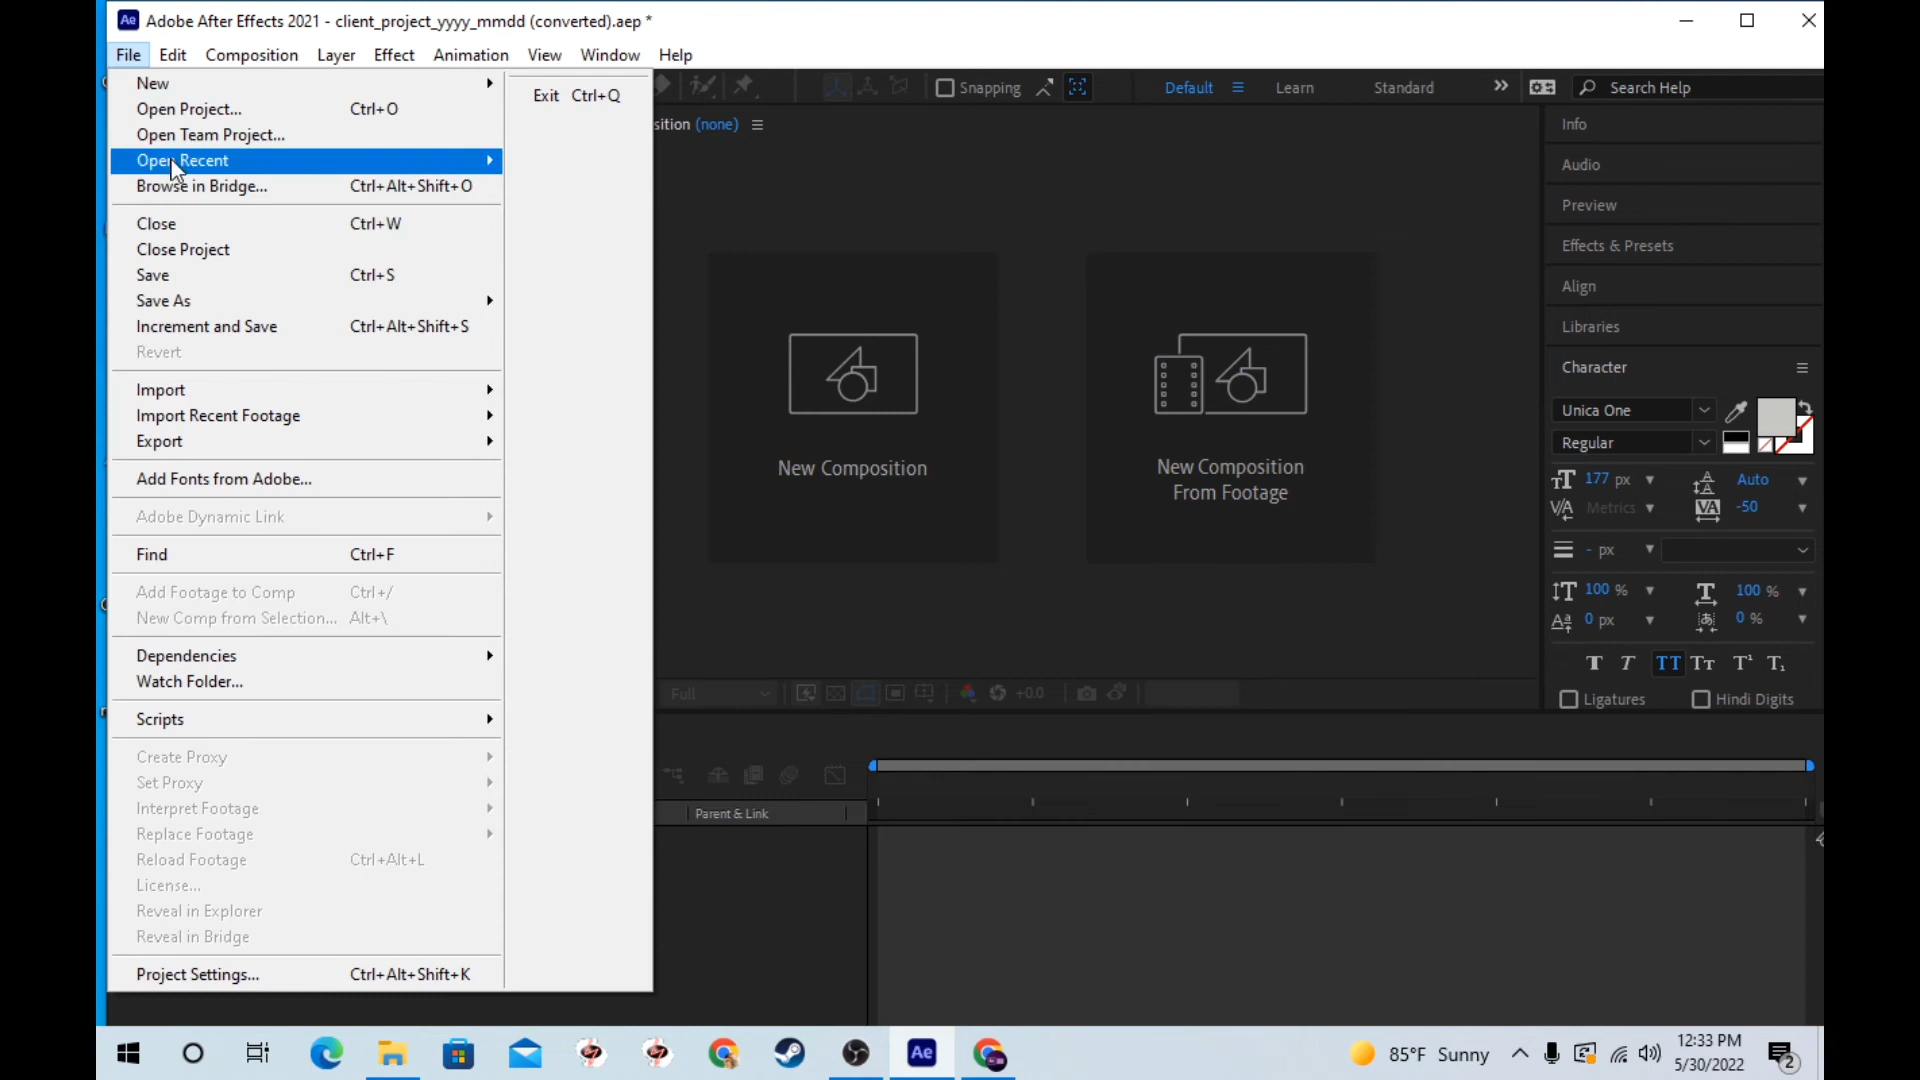 Ae Adobe After Effects 2021 - client_project_yyyy_mmdd (converted).aep *
File Edit Composition Layer Effect Animation View Window Help
New
Open Project... Ctrl+O
Open Team Project...
Open Recent
Browse in Bridge... Ctrl+Alt+Shift+O
Close Ctrl+W
Close Project
Save Ctrl+S
Save As
Increment and Save Ctrl+Alt+Shift+S
Revert
Import
Import Recent Footage
Export
Add Fonts from Adobe...
Adobe Dynamic Link
Find Ctrl+F
Add Footage to Comp Ctrl+/
New Comp from Selection... Alt+\
Dependencies
Watch Folder...
Scripts
Create Proxy
Set Proxy
Interpret Footage
Replace Footage
Reload Footage Ctrl+Alt+L
License...
Reveal in Explorer
Reveal in Bridge
Project Settings... Ctrl+Alt+Shift+K
Exit Ctrl+Q
Snapping Default Learn Standard Search Help
sition (none)
New Composition
New Composition
From Footage
Full +0.0
Parent & Link
Info
Audio
Preview
Effects & Presets
Align
Libraries
Character
Unica One
Regular
177 px Auto
Metrics -50
- px
100 % 100 %
0 px 0 %
Ligatures Hindi Digits
Ae
85°F Sunny
12:33 PM
5/30/2022
2